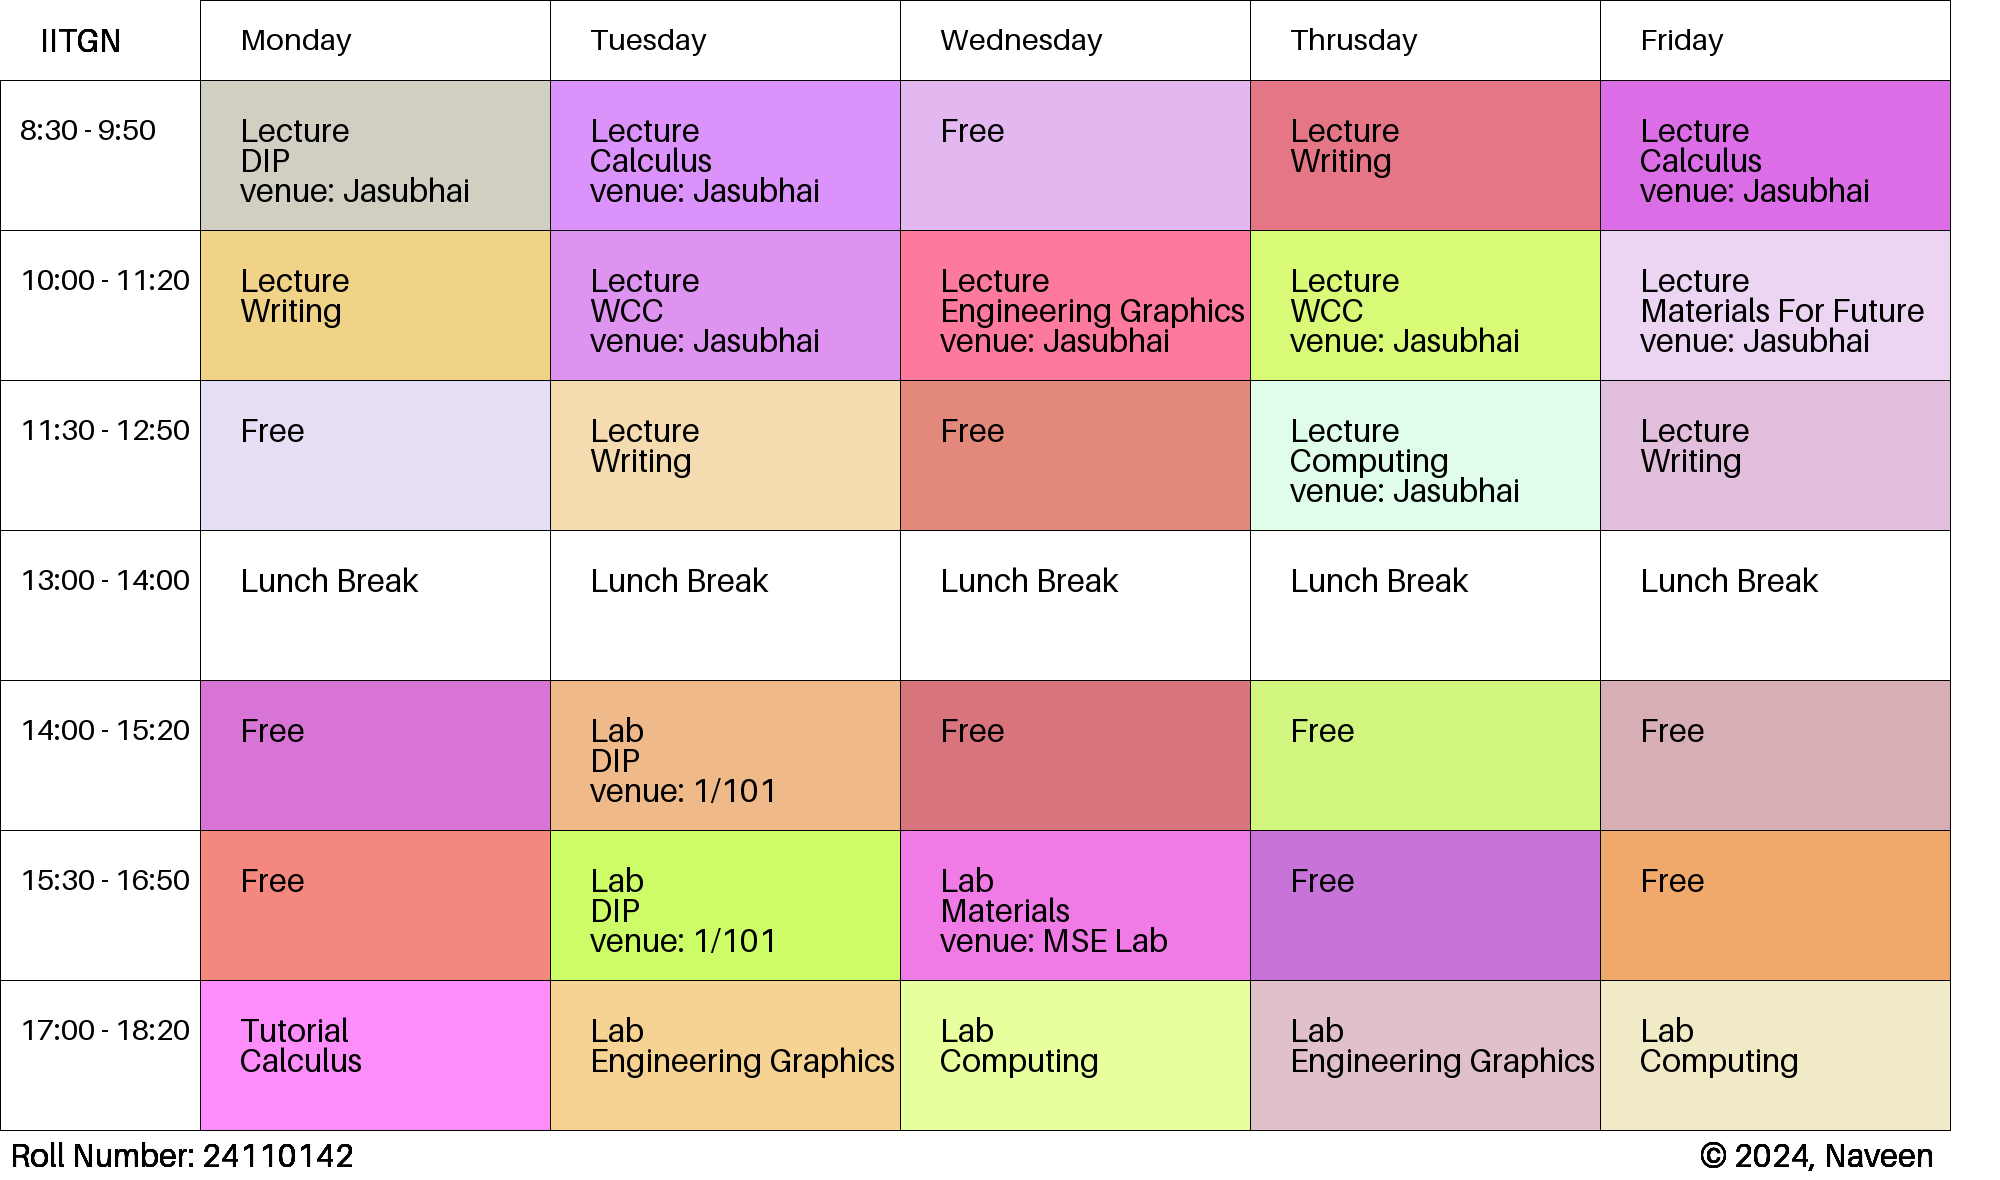 IITGN Monday Tuesday Wednesday Thrusday Friday
8:30 - 9:50
Lecture
DIP
venue: Jasubhai
Lecture
Calculus
venue: Jasubhai
Free
Lecture
Writing
Lecture
Calculus
venue: Jasubhai
10:00 - 11:20
Lecture
Writing
Lecture
WCC
venue: Jasubhai
Lecture
Engineering Graphics
venue: Jasubhai
Lecture
WCC
venue: Jasubhai
Lecture
Materials For Future
venue: Jasubhai
11:30 - 12:50
Free
Lecture
Writing
Free
Lecture
Computing
venue: Jasubhai
Lecture
Writing
13:00 - 14:00
Lunch Break
Lunch Break
Lunch Break
Lunch Break
Lunch Break
14:00 - 15:20
Free
Lab
DIP
venue: 1/101
Free
Free
Free
15:30 - 16:50
Free
Lab
DIP
venue: 1/101
Lab
Materials
venue: MSE Lab
Free
Free
17:00 - 18:20
Tutorial
Calculus
Lab
Engineering Graphics
Lab
Computing
Lab
Engineering Graphics
Lab
Computing
Roll Number: 24110142
© 2024, Naveen